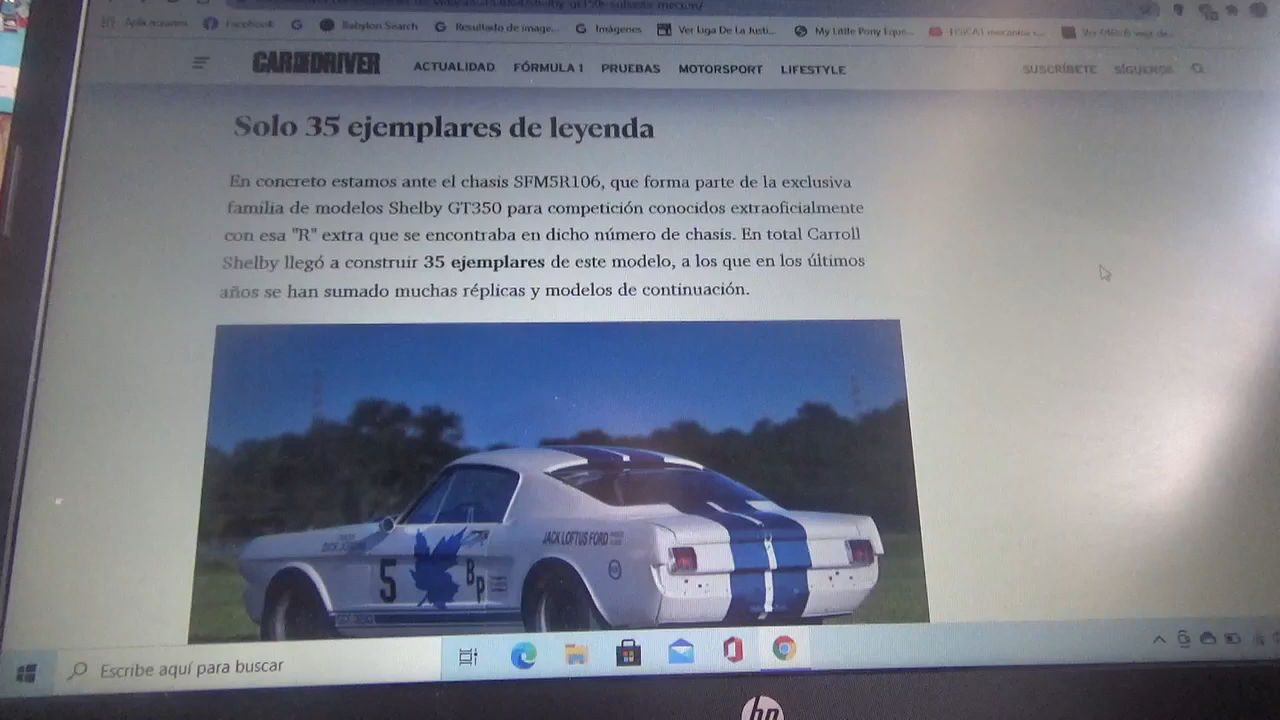 Aplicaciones
Facebook
Babylon Search
Resultado de image...
Imágenes
Ver Liga De La Justi...
My Little Pony Eque...
CAR AND DRIVER
ACTUALIDAD FÓRMULA 1 PRUEBAS MOTORSPORT LIFESTYLE
SUSCRÍBETE SÍGUENOS
Solo 35 ejemplares de leyenda
En concreto estamos ante el chasis SFM5R106, que forma parte de la exclusiva
familia de modelos Shelby GT350 para competición conocidos extraoficialmente
con esa "R" extra que se encontraba en dicho número de chasis. En total Carroll
Shelby llegó a construir 35 ejemplares de este modelo, a los que en los últimos
años se han sumado muchas réplicas y modelos de continuación.
JACK LOFTUS FORD
5
BP
GT 350
Escribe aquí para buscar
hp